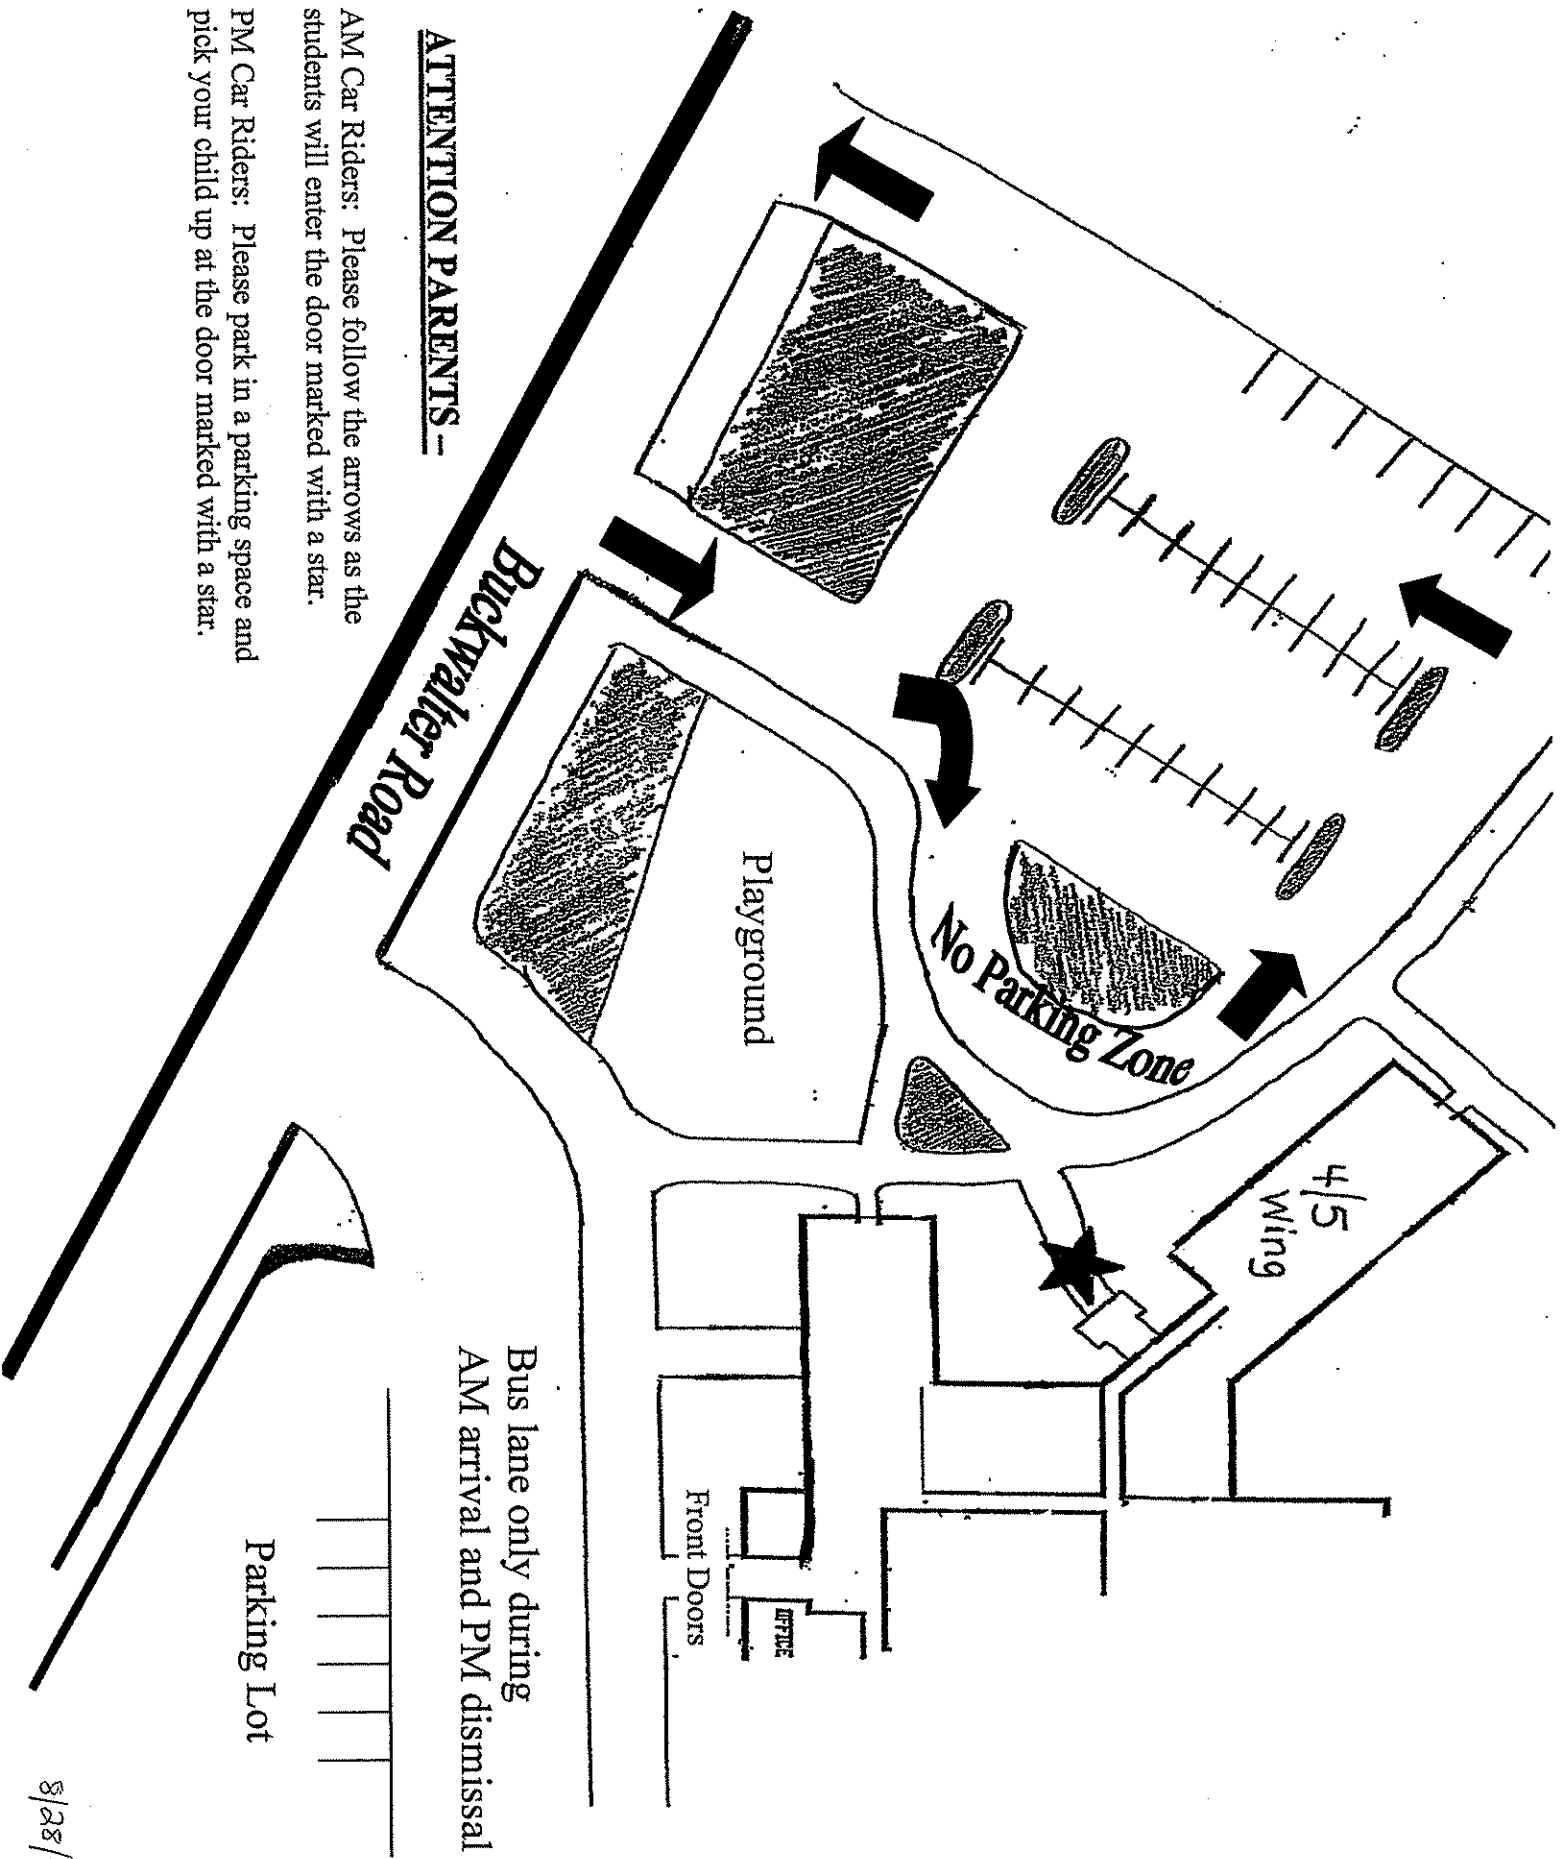 4/5
Wing
No Parking Zone
Playground
OFFICE
Front Doors
Buckwalter Road
Bus lane only during
AM arrival and PM dismissal
ATTENTION PARENTS –
AM Car Riders: Please follow the arrows as the
students will enter the door marked with a star.
PM Car Riders: Please park in a parking space and
pick your child up at the door marked with a star.
Parking Lot
8/28/